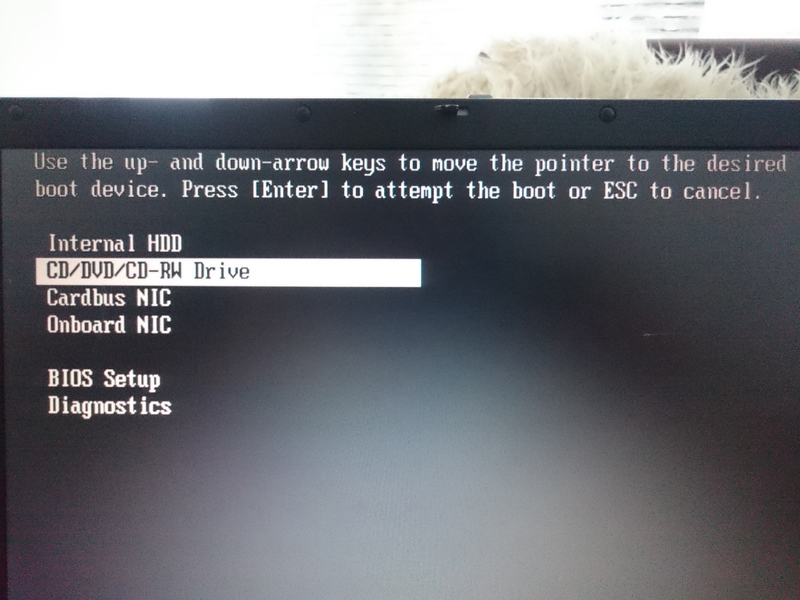 Use the up- and down-arrow keys to move the pointer to the desired
boot device. Press [Enter] to attempt the boot or ESC to cancel.
Internal HDD
CD/DVD/CD-RW Drive
Cardbus NIC
Onboard NIC
BIOS Setup
Diagnostics